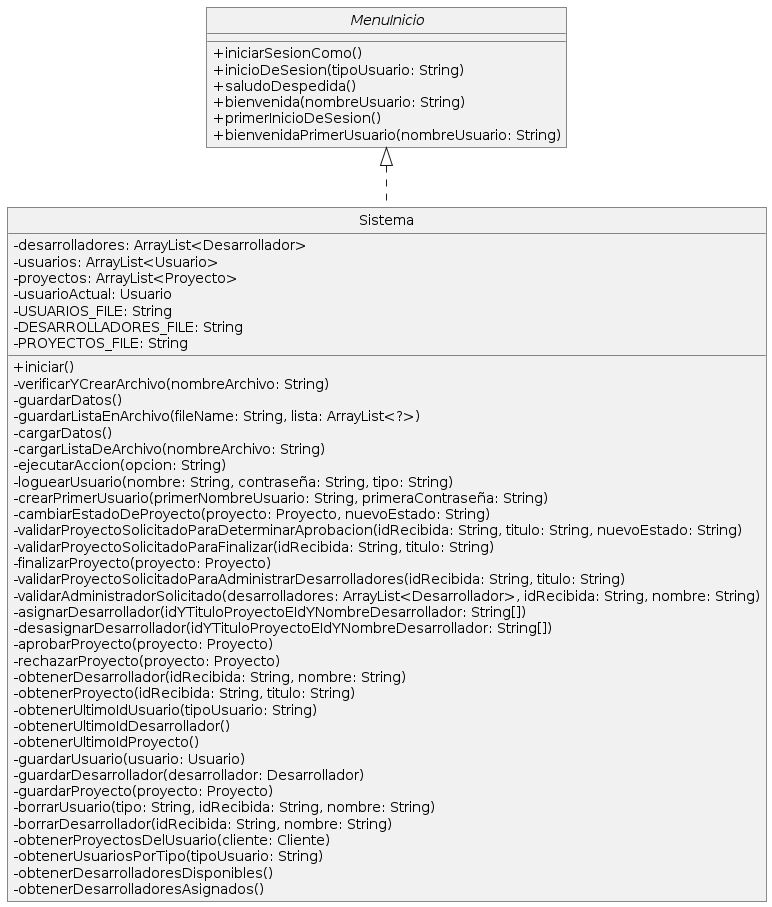 MenuInicio
+iniciarSesionComo()
+inicioDeSesion(tipoUsuario: String)
+saludoDespedida()
+bienvenida(nombreUsuario: String)
+primerInicioDeSesion()
+bienvenidaPrimerUsuario(nombreUsuario: String)
Sistema
-desarrolladores: ArrayList<Desarrollador>
-usuarios: ArrayList<Usuario>
-proyectos: ArrayList<Proyecto>
-usuarioActual: Usuario
-USUARIOS_FILE: String
-DESARROLLADORES_FILE: String
-PROYECTOS_FILE: String
+iniciar()
-verificarYCrearArchivo(nombreArchivo: String)
-guardarDatos()
-guardarListaEnArchivo(fileName: String, lista: ArrayList<?>)
-cargarDatos()
-cargarListaDeArchivo(nombreArchivo: String)
-ejecutarAccion(opcion: String)
-loguearUsuario(nombre: String, contraseña: String, tipo: String)
-crearPrimerUsuario(primerNombreUsuario: String, primeraContraseña: String)
-cambiarEstadoDeProyecto(proyecto: Proyecto, nuevoEstado: String)
-validarProyectoSolicitadoParaDeterminarAprobacion(idRecibida: String, titulo: String, nuevoEstado: String)
-validarProyectoSolicitadoParaFinalizar(idRecibida: String, titulo: String)
-finalizarProyecto(proyecto: Proyecto)
-validarProyectoSolicitadoParaAdministrarDesarrolladores(idRecibida: String, titulo: String)
-validarAdministradorSolicitado(desarrolladores: ArrayList<Desarrollador>, idRecibida: String, nombre: String)
-asignarDesarrollador(idYTituloProyectoEIdYNombreDesarrollador: String[])
-desasignarDesarrollador(idYTituloProyectoEIdYNombreDesarrollador: String[])
-aprobarProyecto(proyecto: Proyecto)
-rechazarProyecto(proyecto: Proyecto)
-obtenerDesarrollador(idRecibida: String, nombre: String)
-obtenerProyecto(idRecibida: String, titulo: String)
-obtenerUltimoIdUsuario(tipoUsuario: String)
-obtenerUltimoIdDesarrollador()
-obtenerUltimoIdProyecto()
-guardarUsuario(usuario: Usuario)
-guardarDesarrollador(desarrollador: Desarrollador)
-guardarProyecto(proyecto: Proyecto)
-borrarUsuario(tipo: String, idRecibida: String, nombre: String)
-borrarDesarrollador(idRecibida: String, nombre: String)
-obtenerProyectosDelUsuario(cliente: Cliente)
-obtenerUsuariosPorTipo(tipoUsuario: String)
-obtenerDesarrolladoresDisponibles()
-obtenerDesarrolladoresAsignados()